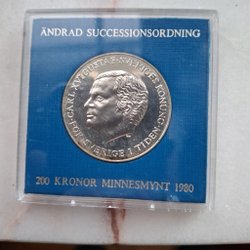 ÄNDRAD SUCCESSIONSORDNING
CARL XVI GUSTAF · SVERIGES KONUNG
FÖR SVERIGE I TIDEN
200 KRONOR MINNESMYNT 1980